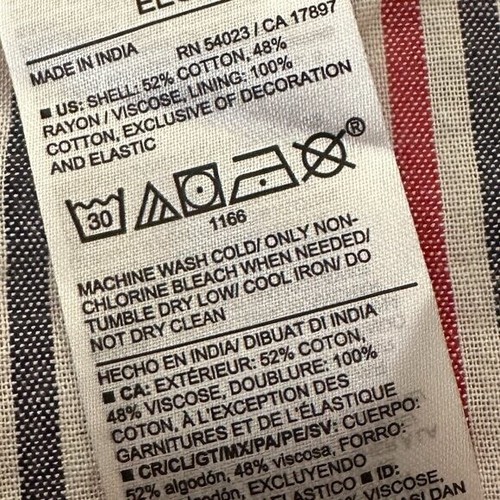 MADE IN INDIA RN 54023 / CA 17897
■ US: SHELL: 52% COTTON, 48%
RAYON / VISCOSE, LINING: 100%
COTTON, EXCLUSIVE OF DECORATION
AND ELASTIC
30 ®
1166
MACHINE WASH COLD/ ONLY NON-
CHLORINE BLEACH WHEN NEEDED/
TUMBLE DRY LOW/ COOL IRON/ DO
NOT DRY CLEAN
HECHO EN INDIA/ DIBUAT DI INDIA
■ CA: EXTÉRIEUR: 52% COTON,
48% VISCOSE, DOUBLURE: 100%
COTON, À L'EXCEPTION DES
GARNITURES ET DE L'ÉLASTIQUE
■ CR/CL/GT/MX/PA/PE/SV: CUERPO:
52% algodón, 48% viscosa, FORRO:
algodón, EXCLUYENDO
■ ID:
VISCOSE,